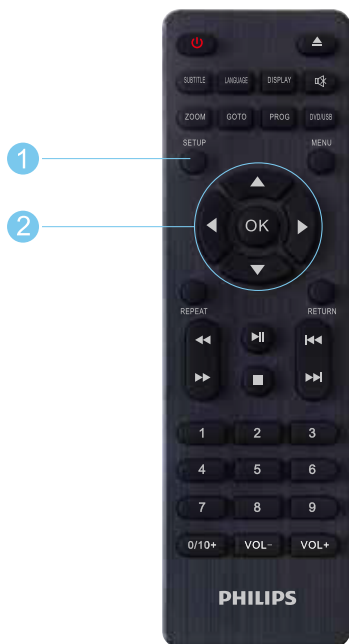 SUBTITLE LANGUAGE DISPLAY
ZOOM GOTO PROG DVD/USB
SETUP MENU
1
2
OK
REPEAT RETURN
1 2 3
4 5 6
7 8 9
0/10+ VOL- VOL+
PHILIPS